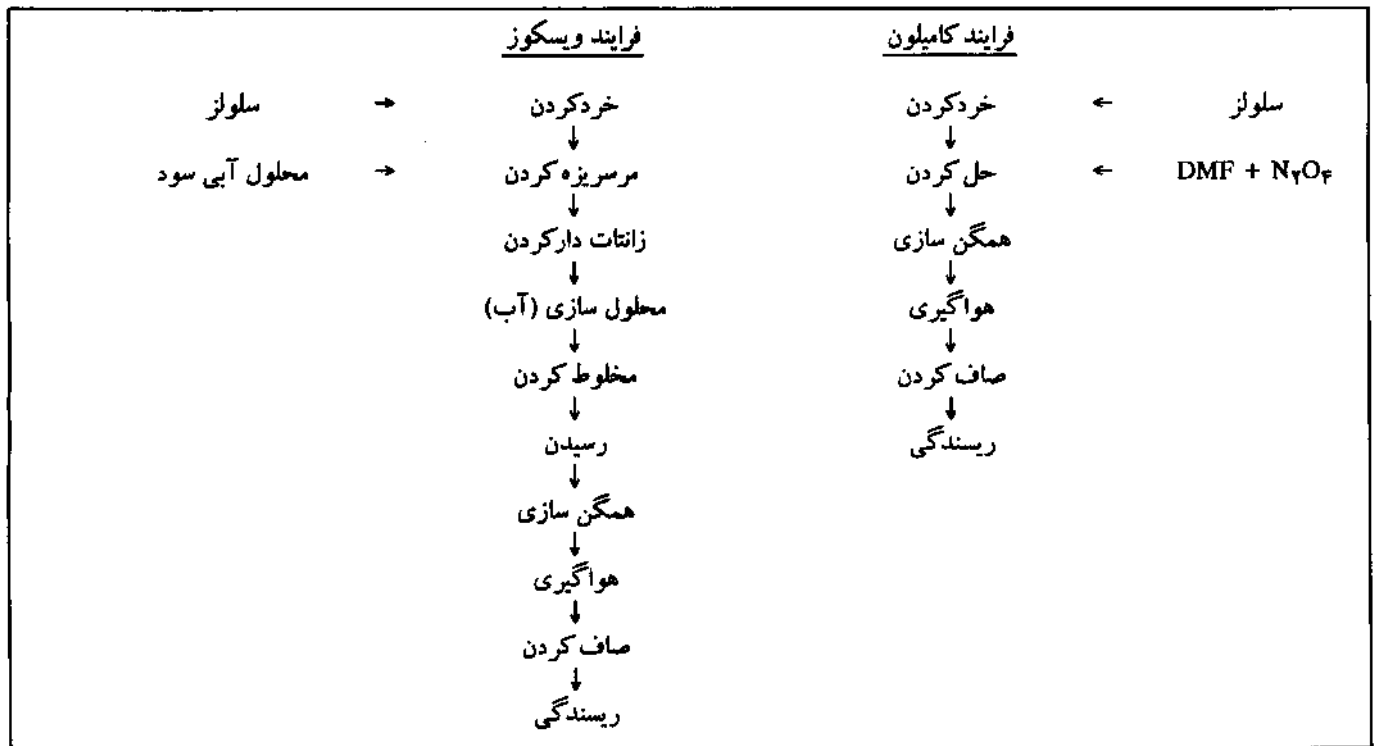 فرایند کامیلون فرایند ویسکوز
سلولز ← خردکردن خردکردن → سلولز
↓ ↓
DMF + N۲O۴ ← حل کردن مرسریزه کردن → محلول آبی سود
↓ ↓
همگن سازی زانتات دارکردن
↓ ↓
هواگیری محلول سازی (آب)
↓ ↓
صاف کردن مخلوط کردن
↓ ↓
ریسندگی رسیدن
↓
همگن سازی
↓
هواگیری
↓
صاف کردن
↓
ریسندگی